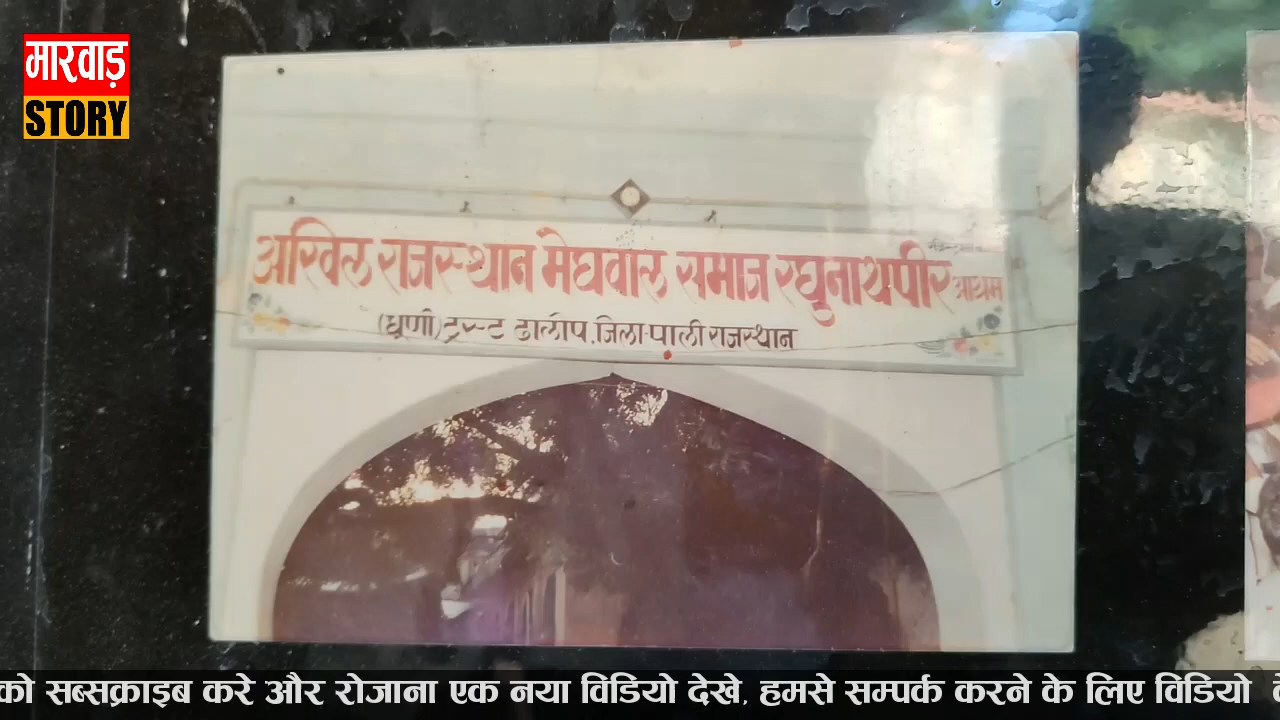 मारवाड़
STORY
अखिल राजस्थान मेघवाल समाज रघुनाथपीर आश्रम
(धूणी) ट्रस्ट ढालोप. जिला-पाली राजस्थान
को सब्सक्राइब करे और रोजाना एक नया विडियो देखे, हमसे सम्पर्क करने के लिए विडियो